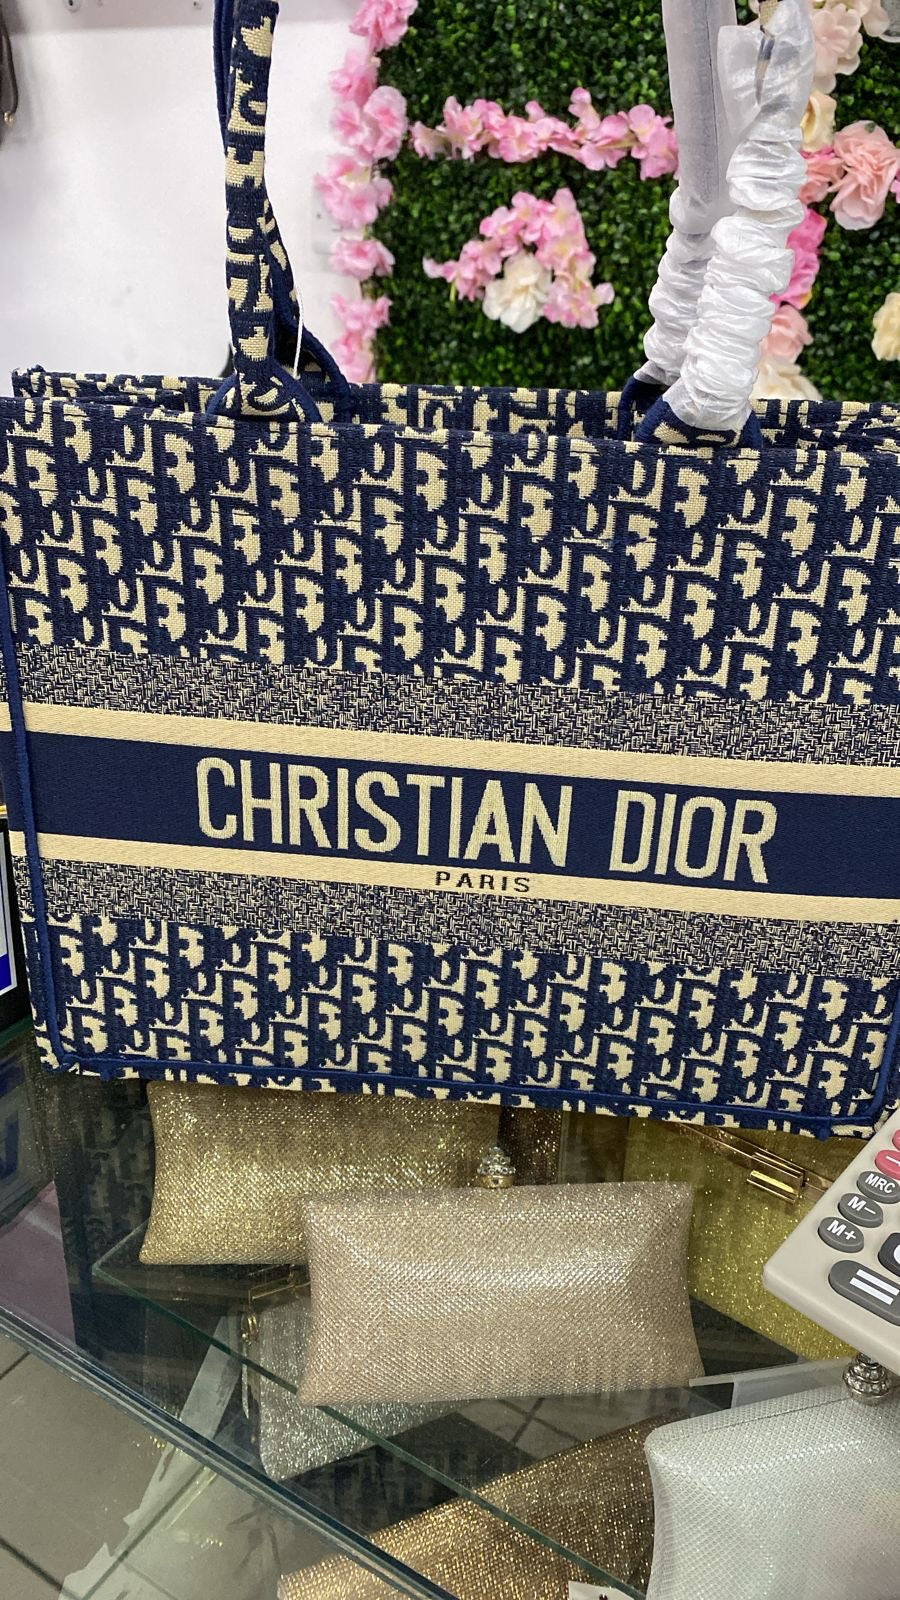 CHRISTIAN DIOR
PARIS
MRC
M-
M+
=